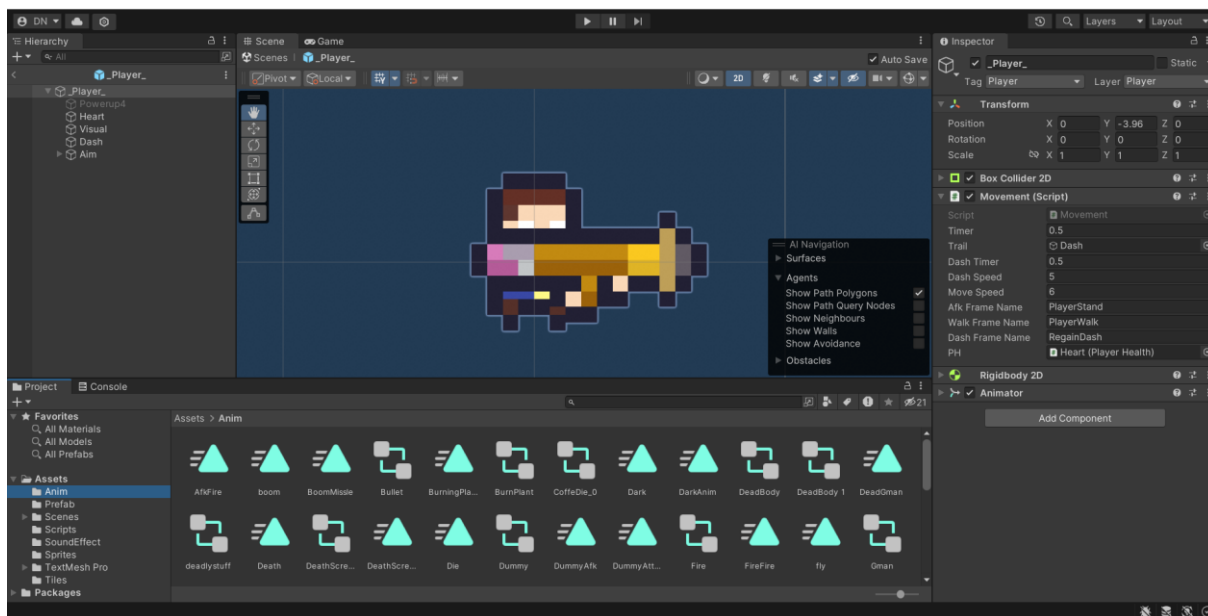 DN
Layers
Layout
Hierarchy
All
_Player_
_Player_
Powerup4
Heart
Visual
Dash
Aim
Scene
Game
Scenes
_Player_
Auto Save
Pivot
Local
2D
AI Navigation
Surfaces
Agents
Show Path Polygons
Show Path Query Nodes
Show Neighbours
Show Walls
Show Avoidance
Obstacles
Inspector
_Player_
Static
Tag Player
Layer Player
Transform
Position X 0 Y -3.96 Z 0
Rotation X 0 Y 0 Z 0
Scale X 1 Y 1 Z 1
Box Collider 2D
Movement (Script)
Script Movement
Timer 0.5
Trail Dash
Dash Timer 0.5
Dash Speed 5
Move Speed 6
Afk Frame Name PlayerStand
Walk Frame Name PlayerWalk
Dash Frame Name RegainDash
PH Heart (Player Health)
Rigidbody 2D
Animator
Add Component
Project
Console
21
Favorites
All Materials
All Models
All Prefabs
Assets
Anim
Prefab
Scenes
Scripts
SoundEffect
Sprites
TextMesh Pro
Tiles
Packages
Assets > Anim
AfkFire
boom
BoomMissle
Bullet
BurningPla...
BurnPlant
CoffeDie_0
Dark
DarkAnim
DeadBody
DeadBody 1
DeadGman
deadlystuff
Death
DeathScre...
DeathScre...
Die
Dummy
DummyAfk
DummyAtt...
Fire
FireFire
fly
Gman